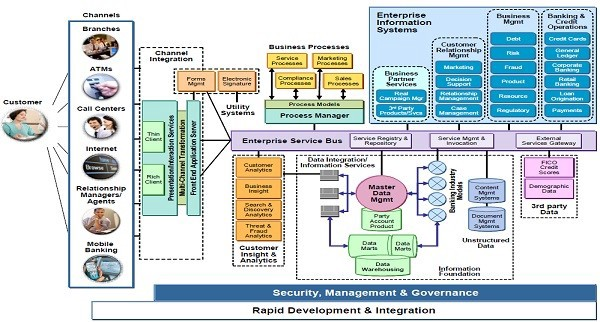 Channels
Branches
ATMs
Customer
Call Centers
Internet
Relationship
Managers/
Agents
Mobile
Banking
Channel
Integration
Thin
Client
Rich
Client
Presentation/Interaction Services
Multi-Channel Transformation
Front End Application Server
Forms
Mgmt
Electronic
Signature
Utility
Systems
Business Processes
Service
Processes
Marketing
Processes
Compliance
Processes
Sales
Processes
Process Models
Process Manager
Enterprise
Information
Systems
Business
Partner
Services
Real
Campaign Mgr
3rd Party
Products/Svcs
Customer
Relationship
Mgmt
Marketing
Decision
Support
Relationship
Management
Case
Management
Business
Mgmt
Debt
Risk
Fraud
Product
Resource
Regulatory
Banking &
Credit
Operations
Credit Cards
General
Ledger
Corporate
Banking
Retail
Banking
Loan
Origination
Payments
Enterprise Service Bus
Service Registry &
Repository
Service Mgmt &
Invocation
External
Services Gateway
Customer
Analytics
Business
Insight
Search &
Discovery
Analytics
Threat &
Fraud
Analytics
Customer
Insight &
Analytics
Data Integration/
Information Services
Master
Data
Mgmt
Party
Account
Product
Data
Marts
Data
Marts
Data
Warehousing
Banking/Industry
Models
Content
Mgmt
Systems
Document
Mgmt
Systems
Unstructured
Data
Information
Foundation
FICO
Credit
Scores
Demographic
Data
3rd party
Data
Security, Management & Governance
Rapid Development & Integration